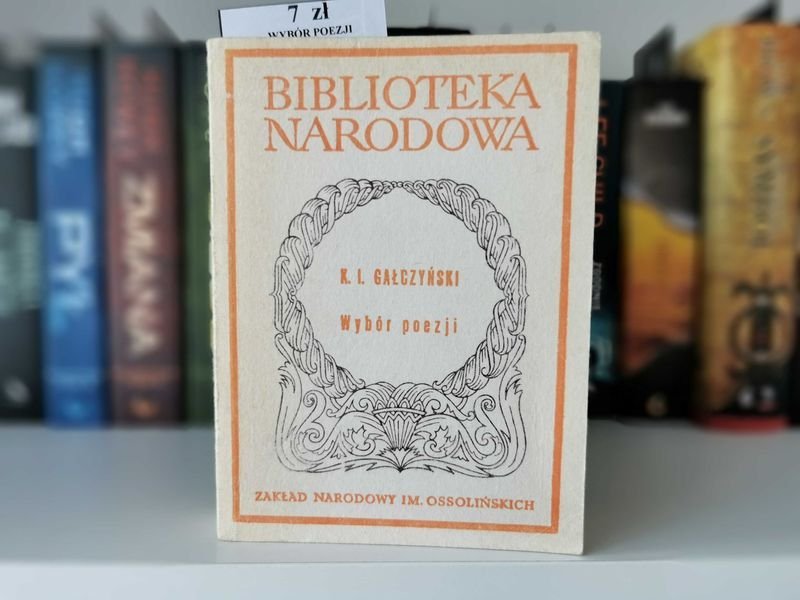 7 zł
WYBÓR POEZJI
BIBLIOTEKA
NARODOWA
K. I. GAŁCZYŃSKI
Wybór poezji
ZAKŁAD NARODOWY IM. OSSOLIŃSKICH
PYŁ
ZMIANA